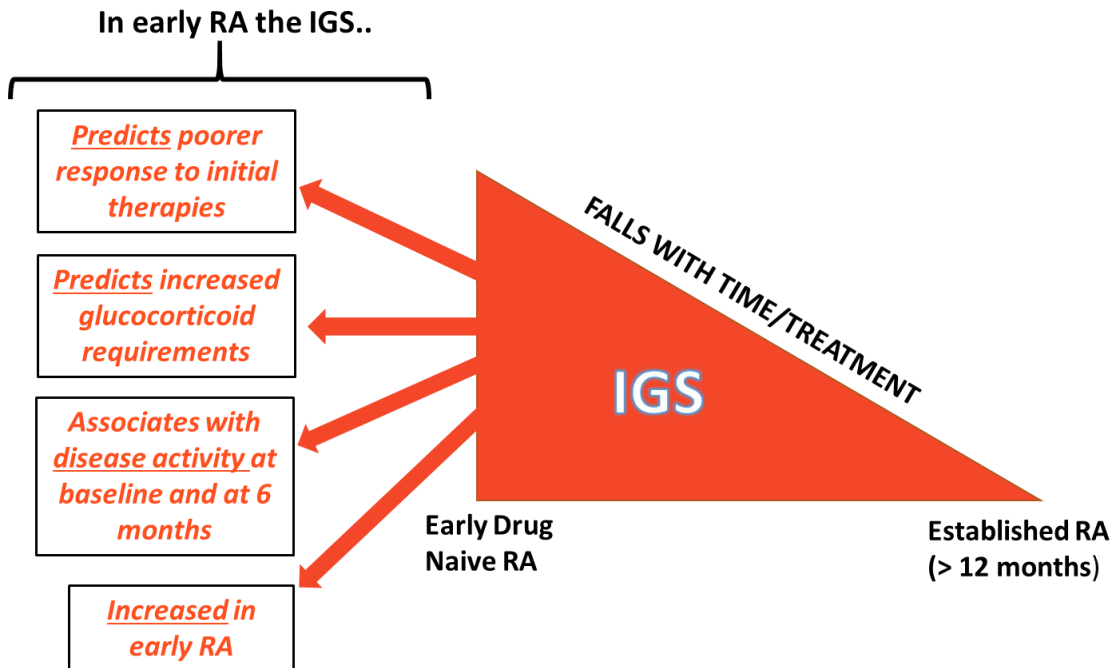 In early RA the IGS..
Predicts poorer
response to initial
therapies
Predicts increased
glucocorticoid
requirements
Associates with
disease activity at
baseline and at 6
months
Increased in
early RA
FALLS WITH TIME/TREATMENT
IGS
Early Drug
Naive RA
Established RA
(> 12 months)